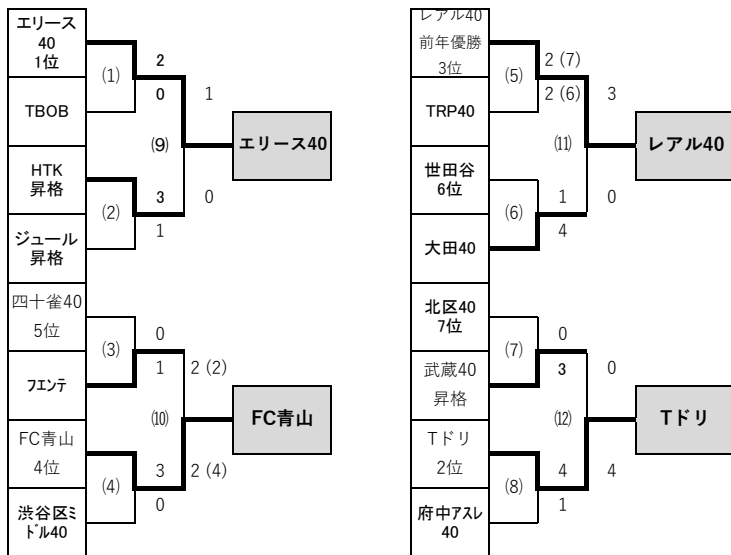 エリース
40
1位
TBOB
HTK
昇格
ジュール
昇格
四十雀40
5位
フエンテ
FC青山
4位
渋谷区ミ
ドル40
(1)
(2)
(3)
(4)
2
0
3
1
0
1
3
0
(9)
(10)
1
0
2 (2)
2 (4)
エリース40
FC青山
レアル40
前年優勝
3位
TRP40
世田谷
6位
大田40
北区40
7位
武蔵40
昇格
Tドリ
2位
府中アスレ
40
(5)
(6)
(7)
(8)
2 (7)
2 (6)
1
4
0
3
4
1
(11)
(12)
3
0
0
4
レアル40
Tドリ